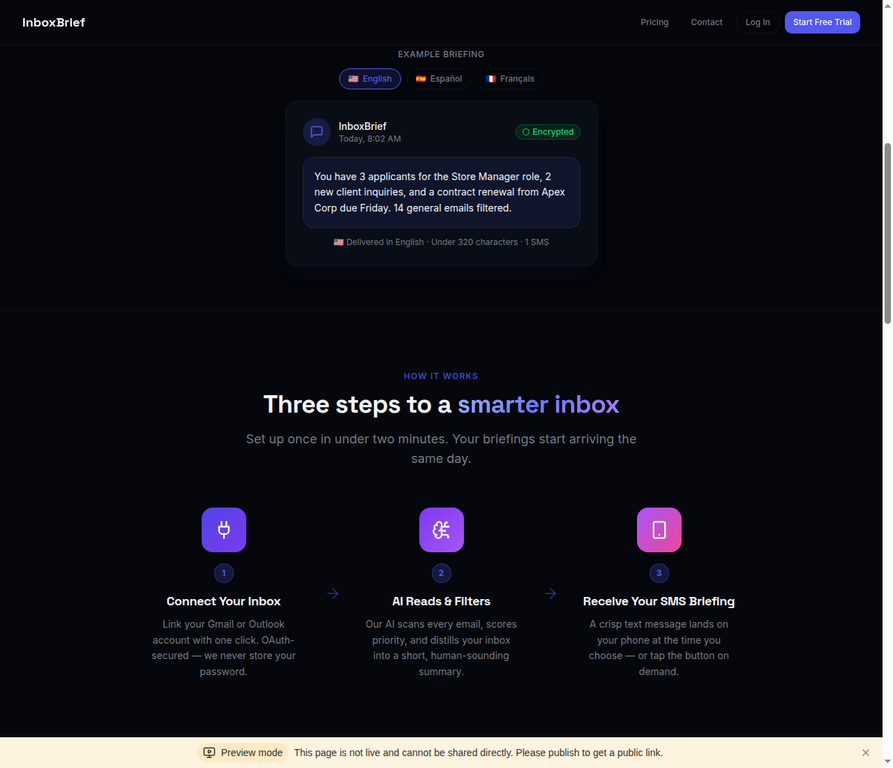 InboxBrief
Pricing
Contact
Log In
Start Free Trial
EXAMPLE BRIEFING
🇺🇸 English
🇪🇸 Español
🇫🇷 Français
InboxBrief
Today, 8:02 AM
Encrypted
You have 3 applicants for the Store Manager role, 2
new client inquiries, and a contract renewal from Apex
Corp due Friday. 14 general emails filtered.
🇺🇸 Delivered in English · Under 320 characters · 1 SMS
HOW IT WORKS
Three steps to a smarter inbox
Set up once in under two minutes. Your briefings start arriving the
same day.
1
Connect Your Inbox
Link your Gmail or Outlook
account with one click. OAuth-
secured — we never store your
password.
2
AI Reads & Filters
Our AI scans every email, scores
priority, and distills your inbox
into a short, human-sounding
summary.
3
Receive Your SMS Briefing
A crisp text message lands on
your phone at the time you
choose — or tap the button on
demand.
Preview mode
This page is not live and cannot be shared directly. Please publish to get a public link.